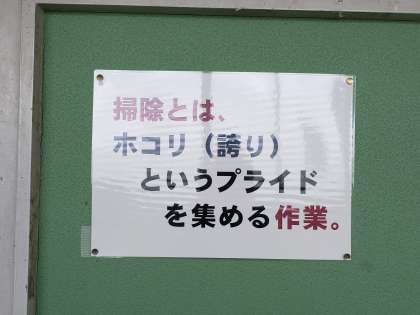 掃除とは、
ホコリ（誇り）
というプライド
を集める作業。